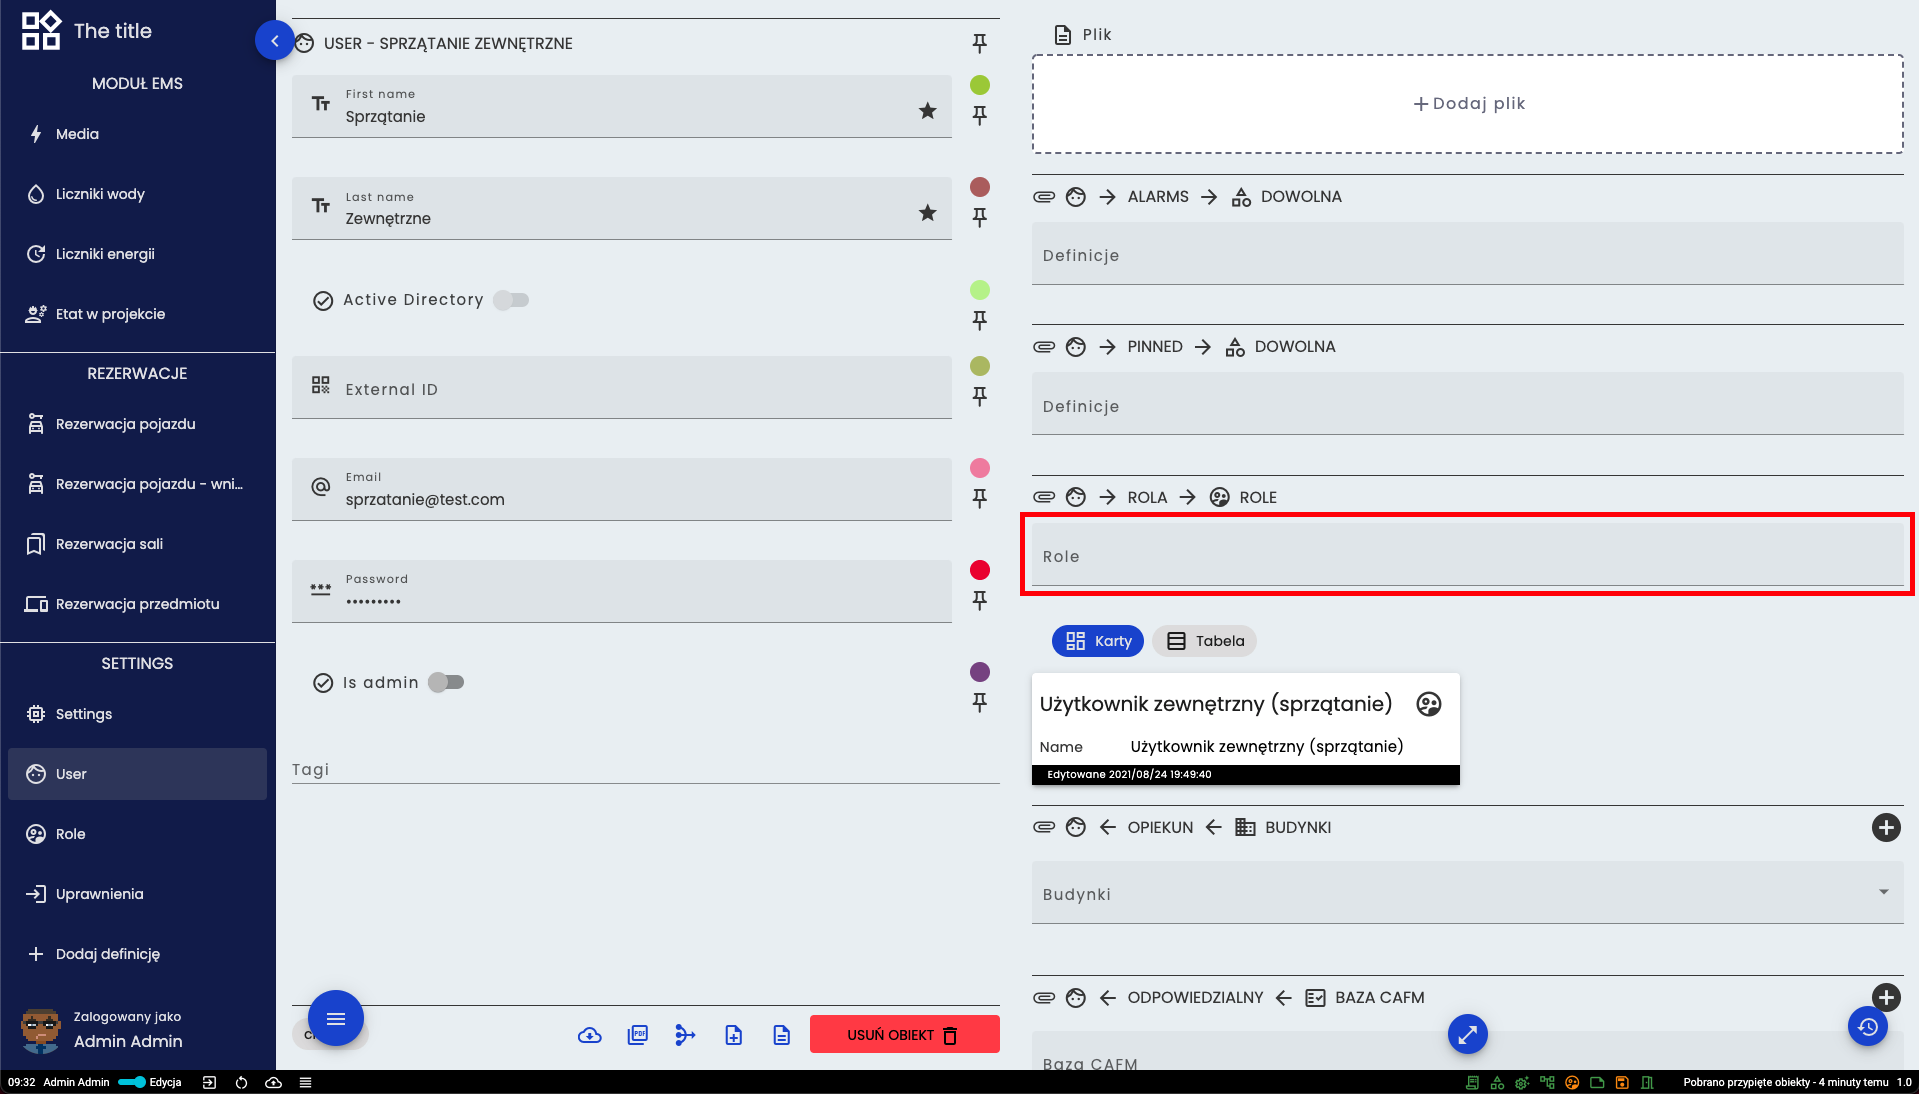 The title
MODUŁ EMS
Media
Liczniki wody
Liczniki energii
Etat w projekcie
REZERWACJE
Rezerwacja pojazdu
Rezerwacja pojazdu - wni...
Rezerwacja sali
Rezerwacja przedmiotu
SETTINGS
Settings
User
Role
Uprawnienia
Dodaj definicję
Zalogowany jako
Admin Admin
USER - SPRZĄTANIE ZEWNĘTRZNE
First name
Sprzątanie
Last name
Zewnętrzne
Active Directory
External ID
Email
sprzatanie@test.com
Password
•••••••••
Is admin
Tagi
PDF
USUŃ OBIEKT
Plik
Dodaj plik
ALARMS
DOWOLNA
Definicje
PINNED
DOWOLNA
Definicje
ROLA
ROLE
Role
Karty
Tabela
Użytkownik zewnętrzny (sprzątanie)
Name Użytkownik zewnętrzny (sprzątanie)
Edytowane 2021/08/24 19:49:40
OPIEKUN
BUDYNKI
Budynki
ODPOWIEDZIALNY
BAZA CAFM
Baza CAFM
09:32 Admin Admin Edycja
Pobrano przypięte obiekty - 4 minuty temu 1.0